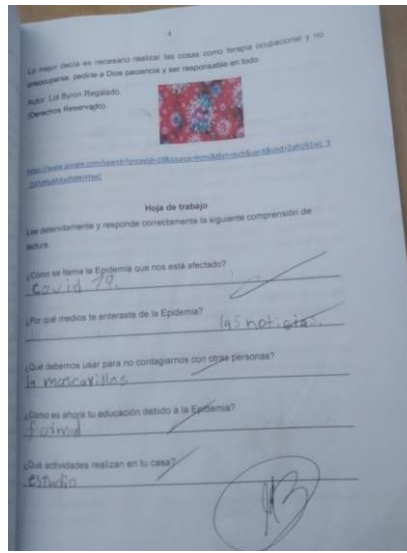 4
Lo mejor decía es necesario realizar las cosas como terapia ocupacional y no
preocuparse, pedirle a Dios paciencia y ser responsable en todo.
Autor: Lot Byron Regalado.
(Derechos Reservados)
Hoja de trabajo
Lee detenidamente y responde correctamente la siguiente comprensión de
lectura
¿Cómo se llama la Epidemia que nos está afectado?
Covid 19.
¿Por qué medios te enteraste de la Epidemia?
las noticias.
¿Qué debemos usar para no contagiarnos con otras personas?
la mascarillas
¿Cómo es ahora tu educación debido a la Epidemia?
¿Qué actividades realizan en tu casa?
estudio